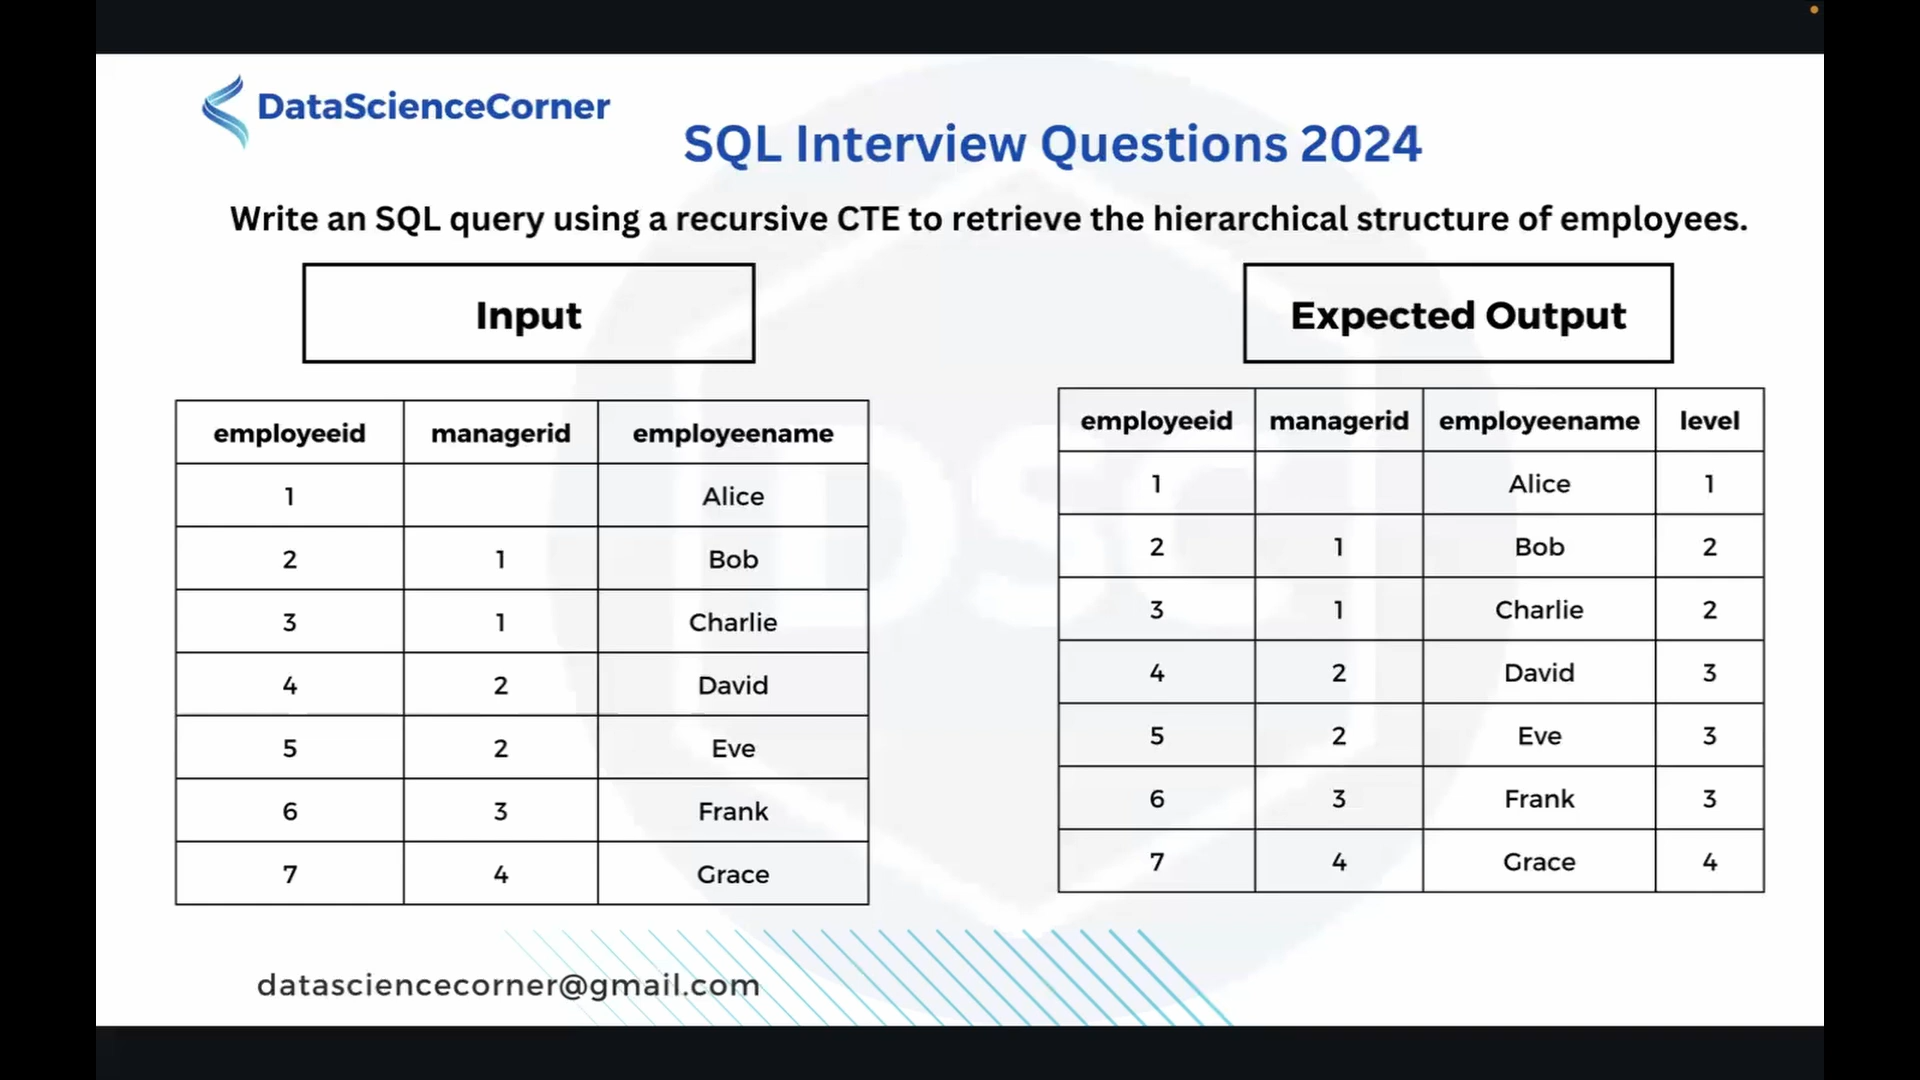 DataScienceCorner
SQL Interview Questions 2024
Write an SQL query using a recursive CTE to retrieve the hierarchical structure of employees.
Input
employeeid managerid employeename
1 Alice
2 1 Bob
3 1 Charlie
4 2 David
5 2 Eve
6 3 Frank
7 4 Grace
Expected Output
employeeid managerid employeename level
1 Alice 1
2 1 Bob 2
3 1 Charlie 2
4 2 David 3
5 2 Eve 3
6 3 Frank 3
7 4 Grace 4
DSC
datasciencecorner@gmail.com